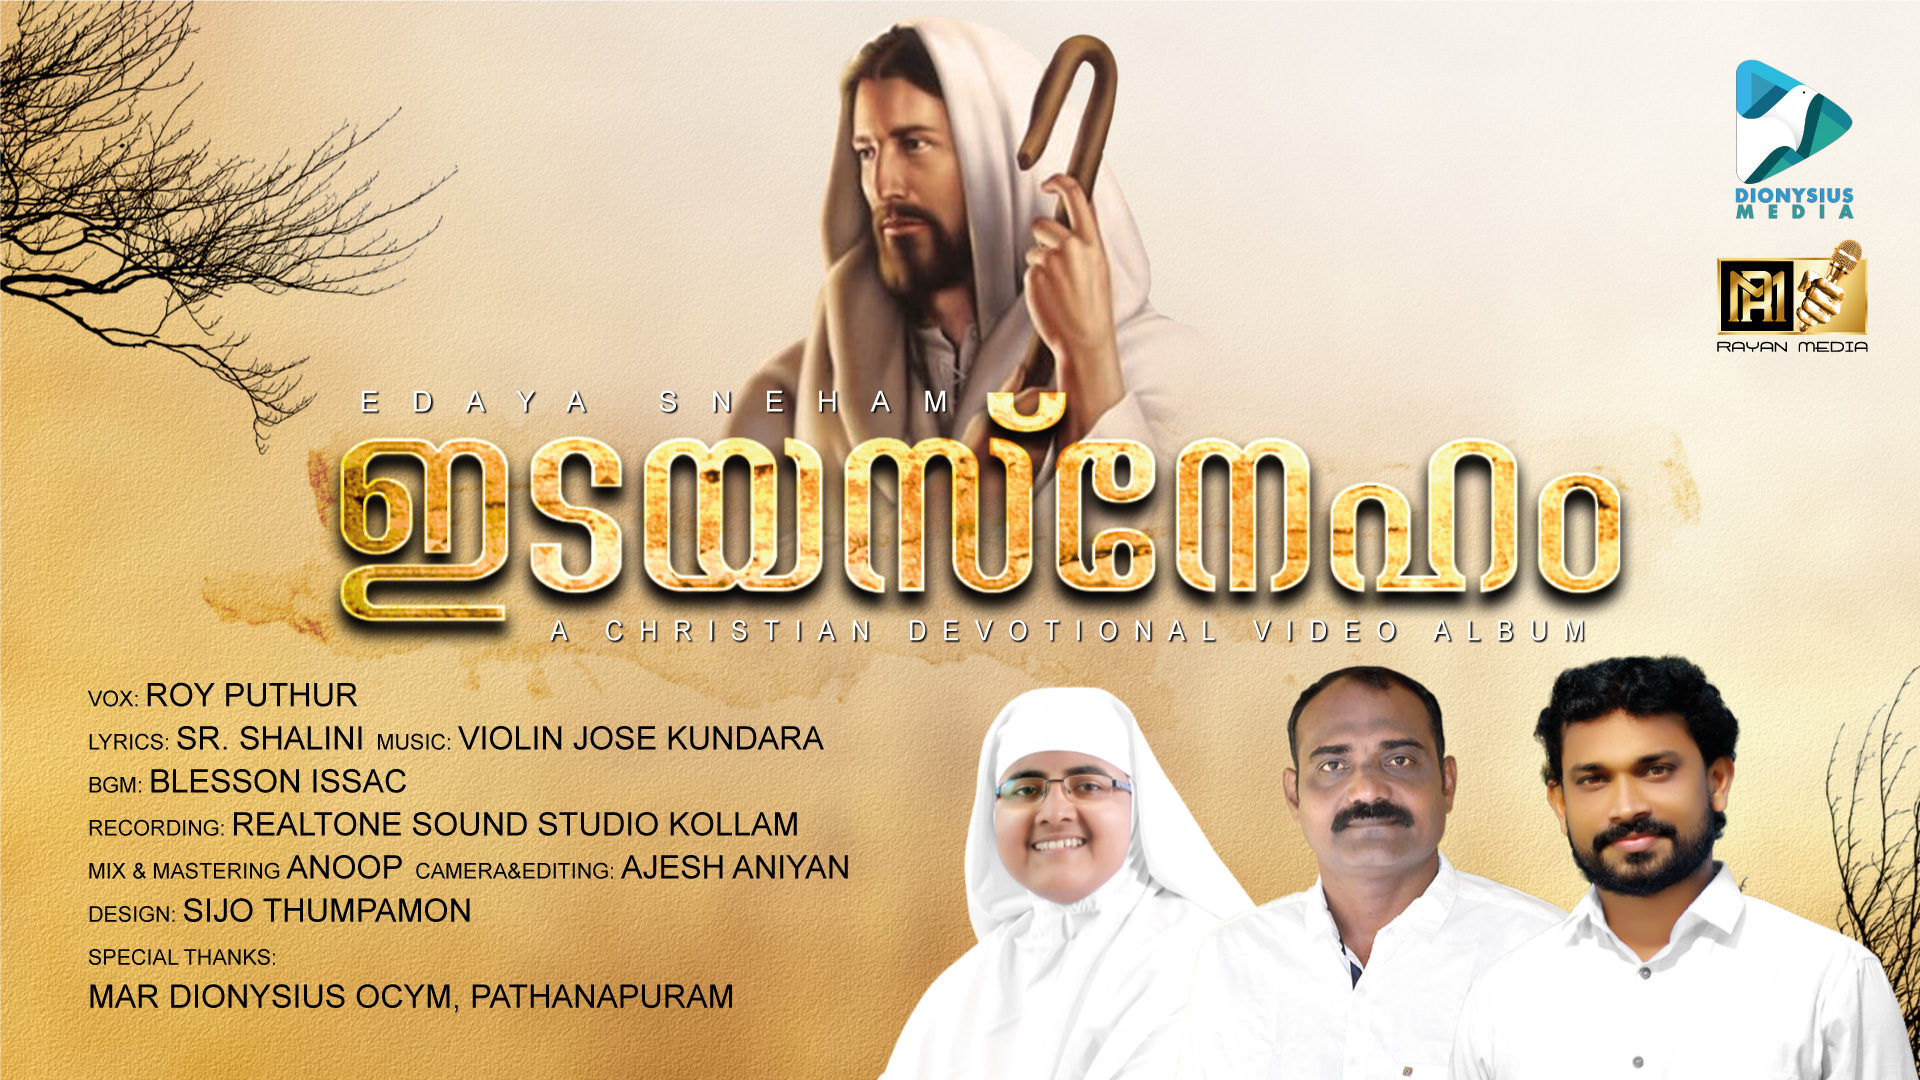 DIONYSIUS
MEDIA
RAYAN MEDIA
EDAYA SNEHAM
ഇടയസ്നേഹം
A CHRISTIAN DEVOTIONAL VIDEO ALBUM
VOX: ROY PUTHUR
LYRICS: SR. SHALINI MUSIC: VIOLIN JOSE KUNDARA
BGM: BLESSON ISSAC
RECORDING: REALTONE SOUND STUDIO KOLLAM
MIX & MASTERING ANOOP CAMERA&EDITING: AJESH ANIYAN
DESIGN: SIJO THUMPAMON
SPECIAL THANKS:
MAR DIONYSIUS OCYM, PATHANAPURAM